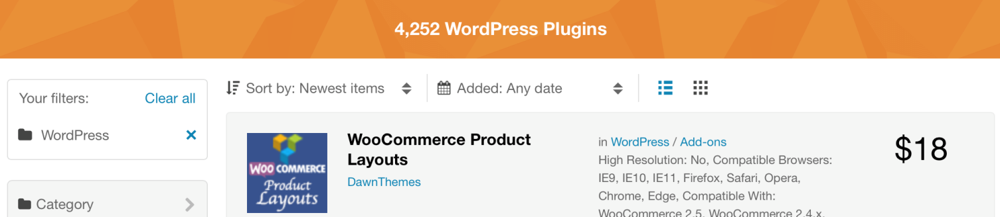 4,252 WordPress Plugins
Your filters:
Clear all
WordPress
Category
Sort by: Newest items
Added: Any date
WOO COMMERCE
Product
Layouts
WooCommerce Product
Layouts
DawnThemes
in WordPress / Add-ons
High Resolution: No, Compatible Browsers:
IE9, IE10, IE11, Firefox, Safari, Opera,
Chrome, Edge, Compatible With:
WooCommerce 2.5, WooCommerce 2.4.x,
$18